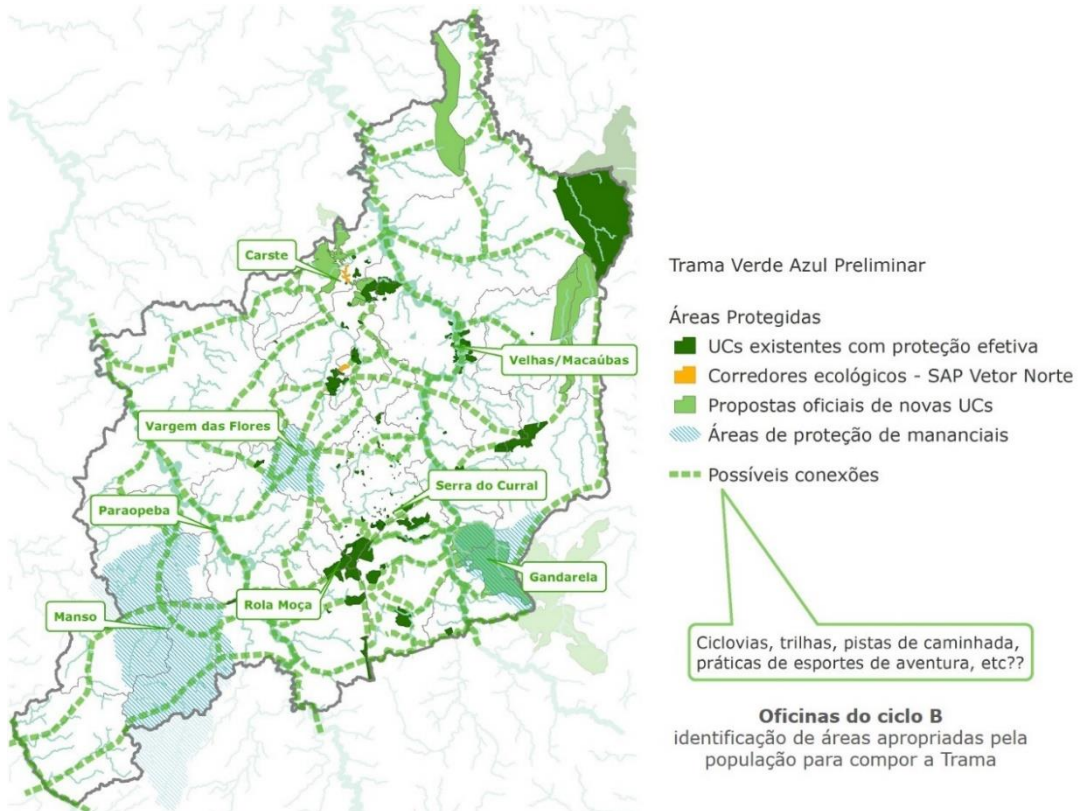 Carste
Velhas/Macaúbas
Vargem das Flores
Serra do Curral
Paraopeba
Gandarela
Rola Moça
Manso
Trama Verde Azul Preliminar
Áreas Protegidas
UCs existentes com proteção efetiva
Corredores ecológicos - SAP Vetor Norte
Propostas oficiais de novas UCs
Áreas de proteção de mananciais
Possíveis conexões
Ciclovias, trilhas, pistas de caminhada,
práticas de esportes de aventura, etc??
Oficinas do ciclo B
identificação de áreas apropriadas pela
população para compor a Trama